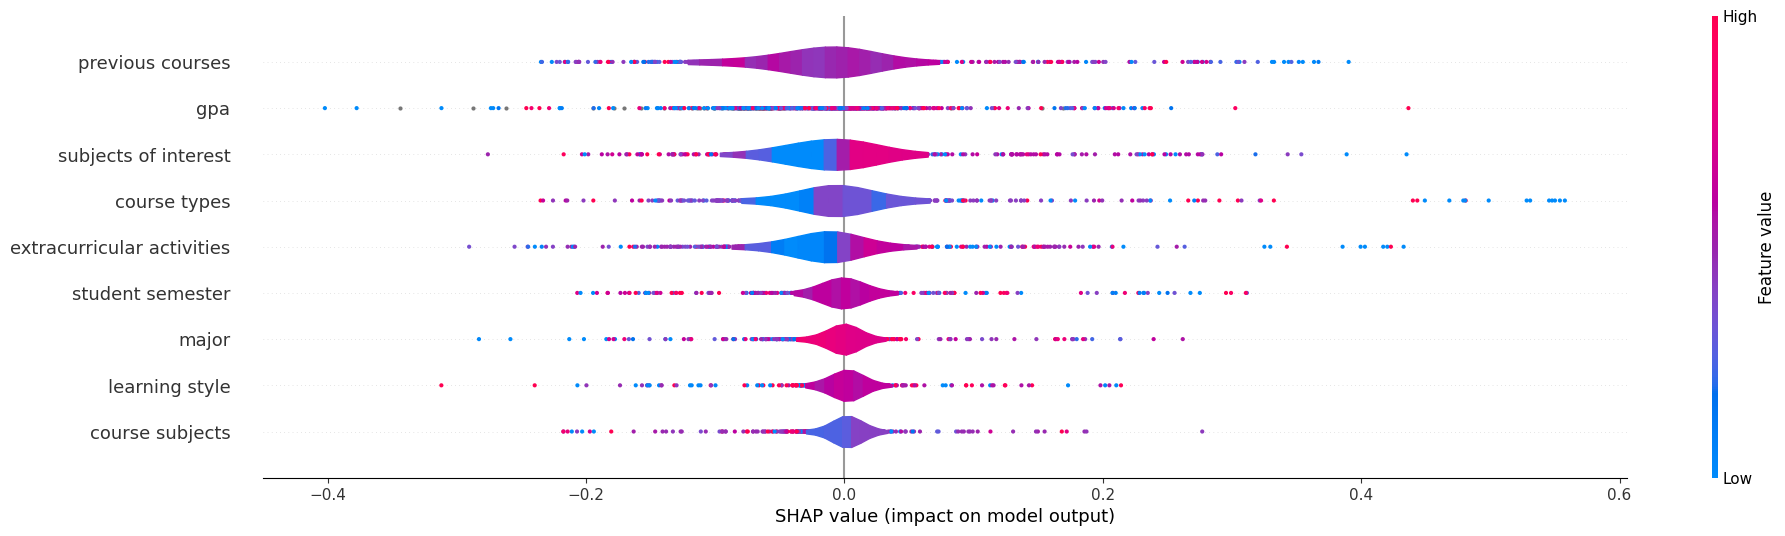 High
previous courses
gpa
subjects of interest
course types
extracurricular activities
student semester
major
learning style
course subjects
Feature value
Low
−0.4 −0.2 0.0 0.2 0.4 0.6
SHAP value (impact on model output)